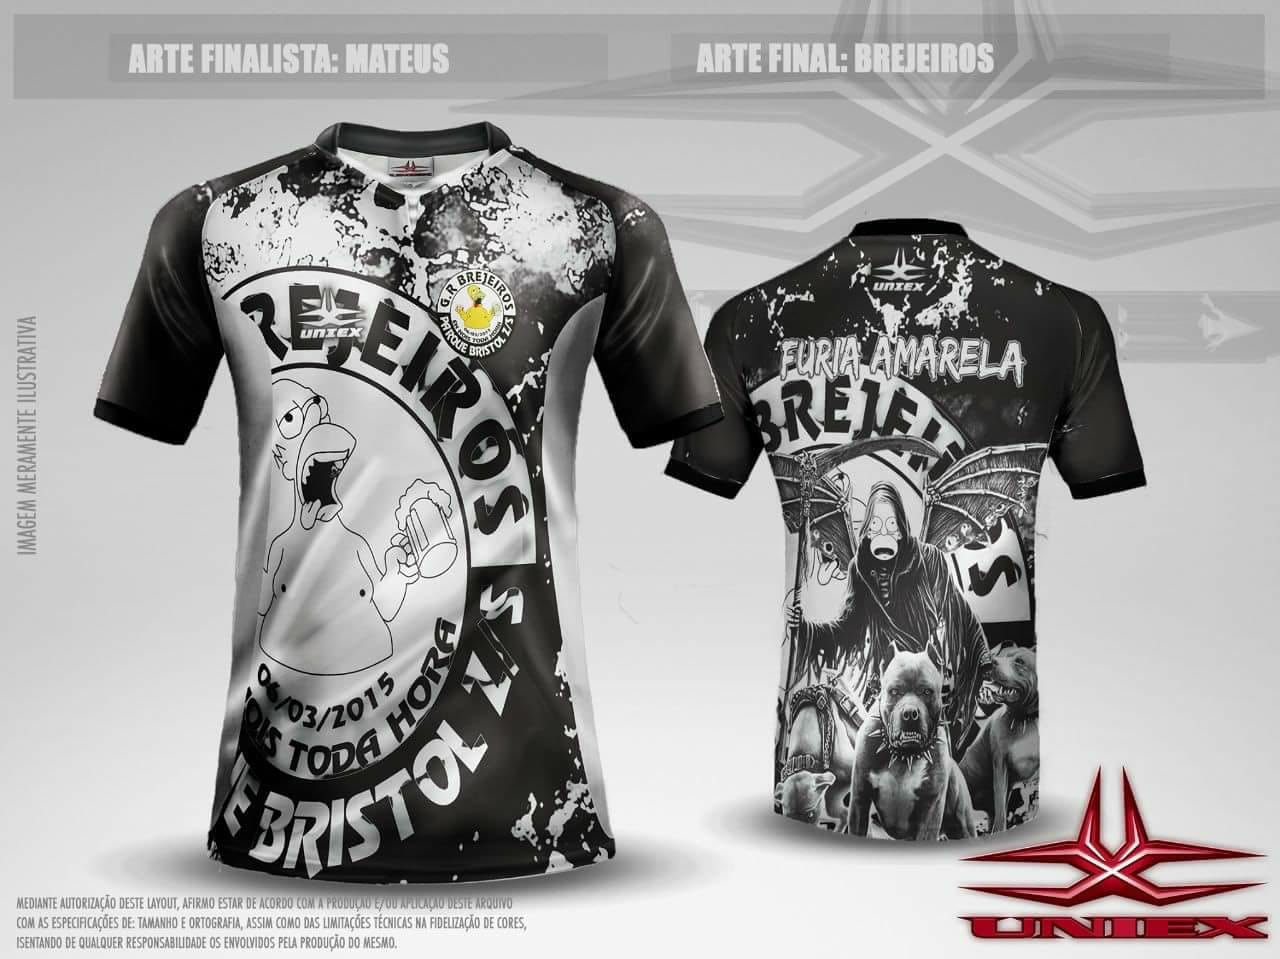 ARTE FINALISTA: MATEUS
ARTE FINAL: BREJEIROS
IMAGEM MERAMENTE ILUSTRATIVA
REJEIROS
UNIEX
G.R BREJEIROS
PARQUE BRISTOL Z/S
06/03/2015
OIS TODA HORA
E BRISTOL Z/S
UNIEX
FURIA AMARELA
BREJEI
S
MEDIANTE AUTORIZAÇÃO DESTE LAYOUT, AFIRMO ESTAR DE ACORDO COM A PRODUÇÃO E/OU APLICAÇÃO DESTE ARQUIVO
COM AS ESPECIFICAÇÕES DE: TAMANHO E ORTOGRAFIA, ASSIM COMO DAS LIMITAÇÕES TÉCNICAS NA FIDELIZAÇÃO DE CORES,
ISENTANDO DE QUALQUER RESPONSABILIDADE OS ENVOLVIDOS PELA PRODUÇÃO DO MESMO.
UNIEX